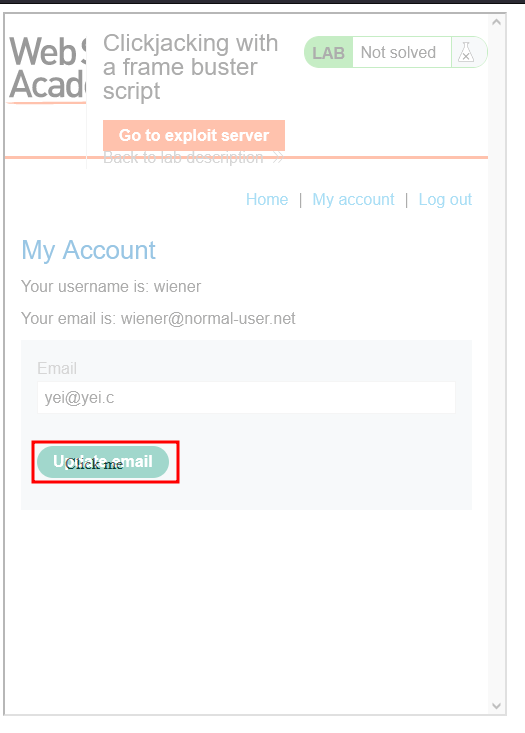 Web S
Acad
Clickjacking with
a frame buster
script
LAB Not solved
Go to exploit server
Back to lab description »
Home | My account | Log out
My Account
Your username is: wiener
Your email is: wiener@normal-user.net
Email
yei@yei.c
Update email
Click me